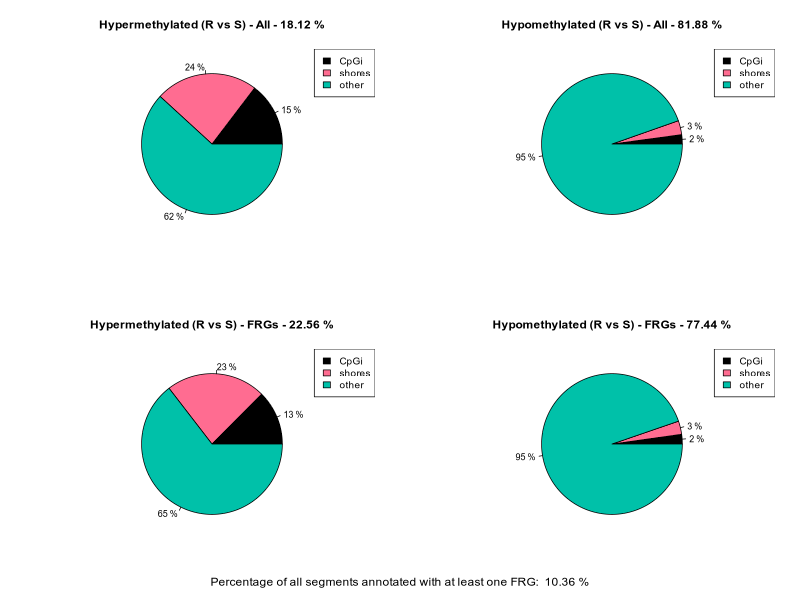 Hypermethylated (R vs S) - All - 18.12 %
CpGi
shores
other
24 %
15 %
62 %
Hypomethylated (R vs S) - All - 81.88 %
CpGi
shores
other
3 %
2 %
95 %
Hypermethylated (R vs S) - FRGs - 22.56 %
CpGi
shores
other
23 %
13 %
65 %
Hypomethylated (R vs S) - FRGs - 77.44 %
CpGi
shores
other
3 %
2 %
95 %
Percentage of all segments annotated with at least one FRG: 10.36 %